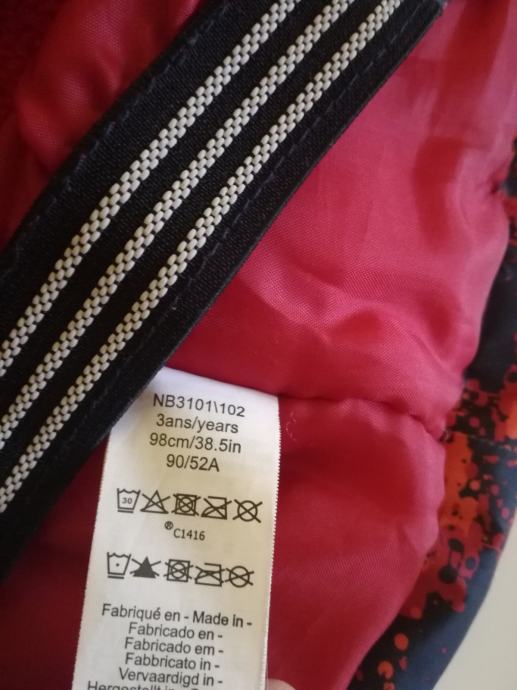 NB3101\102
3ans/years
98cm/38.5in
90/52A
30
®C1416
Fabriqué en - Made in -
Fabricado en -
Fabricado em -
Fabbricato in -
Vervaardigd in -